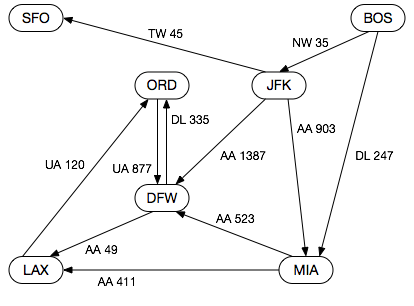 SFO
BOS
TW 45
NW 35
ORD
JFK
DL 335
AA 903
UA 120
UA 877
AA 1387
DL 247
DFW
AA 523
AA 49
LAX
MIA
AA 411